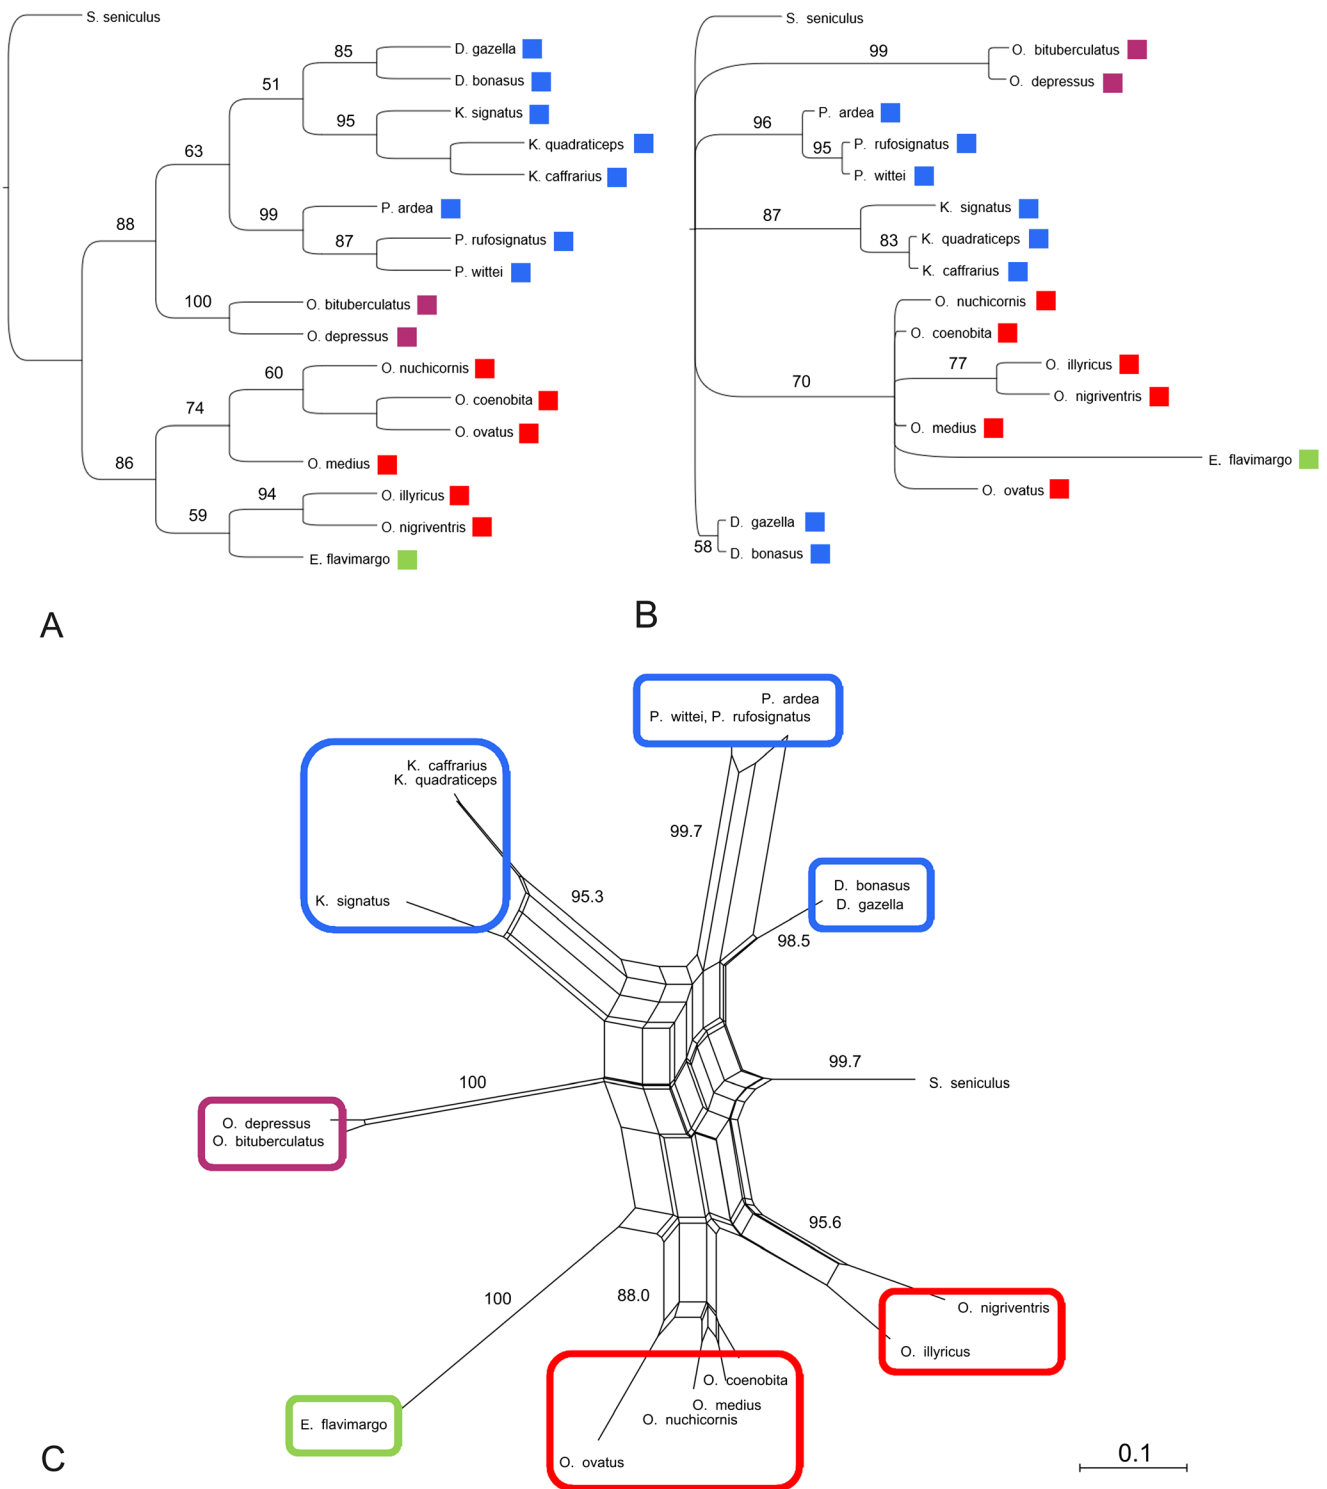 S. seniculus
85
D. gazella
D. bonasus
51
95
K. signatus
K. quadraticeps
K. caffrarius
63
99
P. ardea
87
P. rufosignatus
P. wittei
88
100
O. bituberculatus
O. depressus
60
O. nuchicornis
O. coenobita
O. ovatus
74
O. medius
86
94
O. illyricus
O. nigriventris
59
E. flavimargo
A
S. seniculus
99
O. bituberculatus
O. depressus
96
P. ardea
95
P. rufosignatus
P. wittei
87
K. signatus
83
K. quadraticeps
K. caffrarius
70
O. nuchicornis
O. coenobita
77
O. illyricus
O. nigriventris
O. medius
E. flavimargo
O. ovatus
58
D. gazella
D. bonasus
B
P. ardea
P. wittei, P. rufosignatus
K. caffrarius
K. quadraticeps
K. signatus
99.7
95.3
D. bonasus
D. gazella
98.5
99.7
S. seniculus
100
O. depressus
O. bituberculatus
95.6
100
88.0
O. nigriventris
O. illyricus
O. coenobita
O. medius
O. nuchicornis
O. ovatus
E. flavimargo
C
0.1